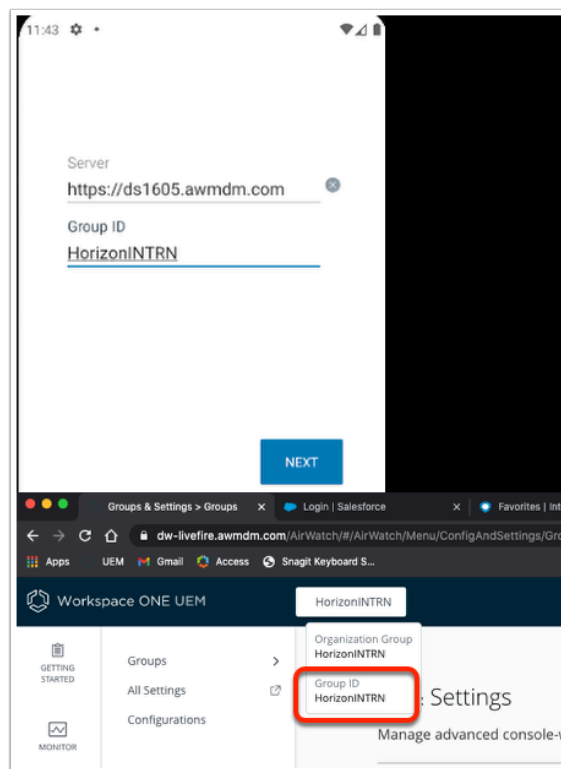 11:43
Server
https://ds1605.awmdm.com
Group ID
HorizonINTRN
NEXT
Groups & Settings > Groups
Login | Salesforce
Favorites | Int
dw-livefire.awmdm.com/AirWatch/#/AirWatch/Menu/ConfigAndSettings/Gro
Apps UEM Gmail Access Snagit Keyboard S...
Workspace ONE UEM
HorizonINTRN
Organization Group
HorizonINTRN
Group ID
HorizonINTRN
GETTING STARTED
Groups
All Settings
Configurations
MONITOR
Settings
Manage advanced console-w